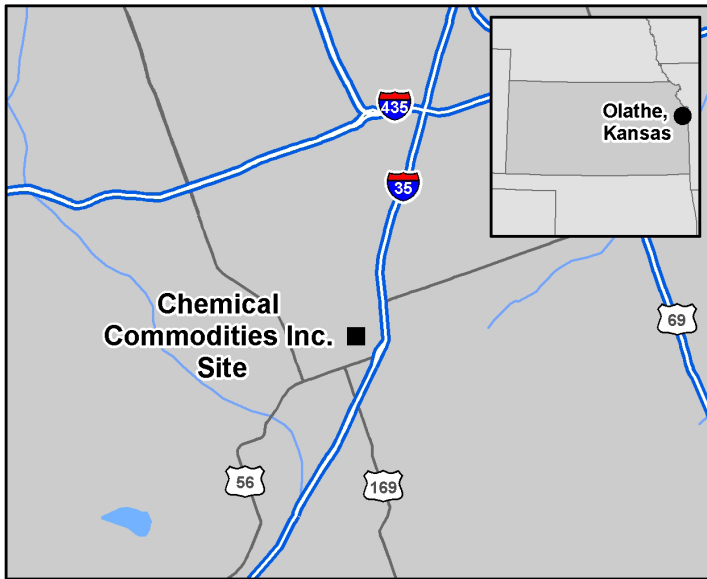 435
Olathe,
Kansas
35
Chemical
Commodities Inc.
Site
69
56
169